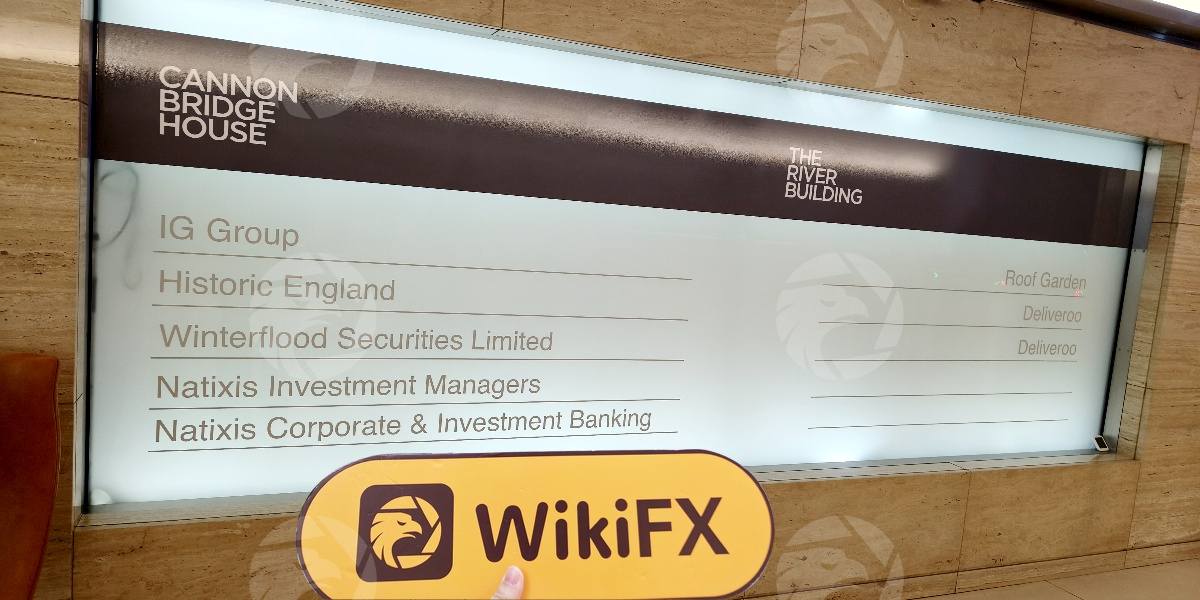 CANNON
BRIDGE
HOUSE
THE
RIVER
BUILDING
IG Group
Historic England
Winterflood Securities Limited
Natixis Investment Managers
Natixis Corporate & Investment Banking
Roof Garden
Deliveroo
Deliveroo
WikiFX